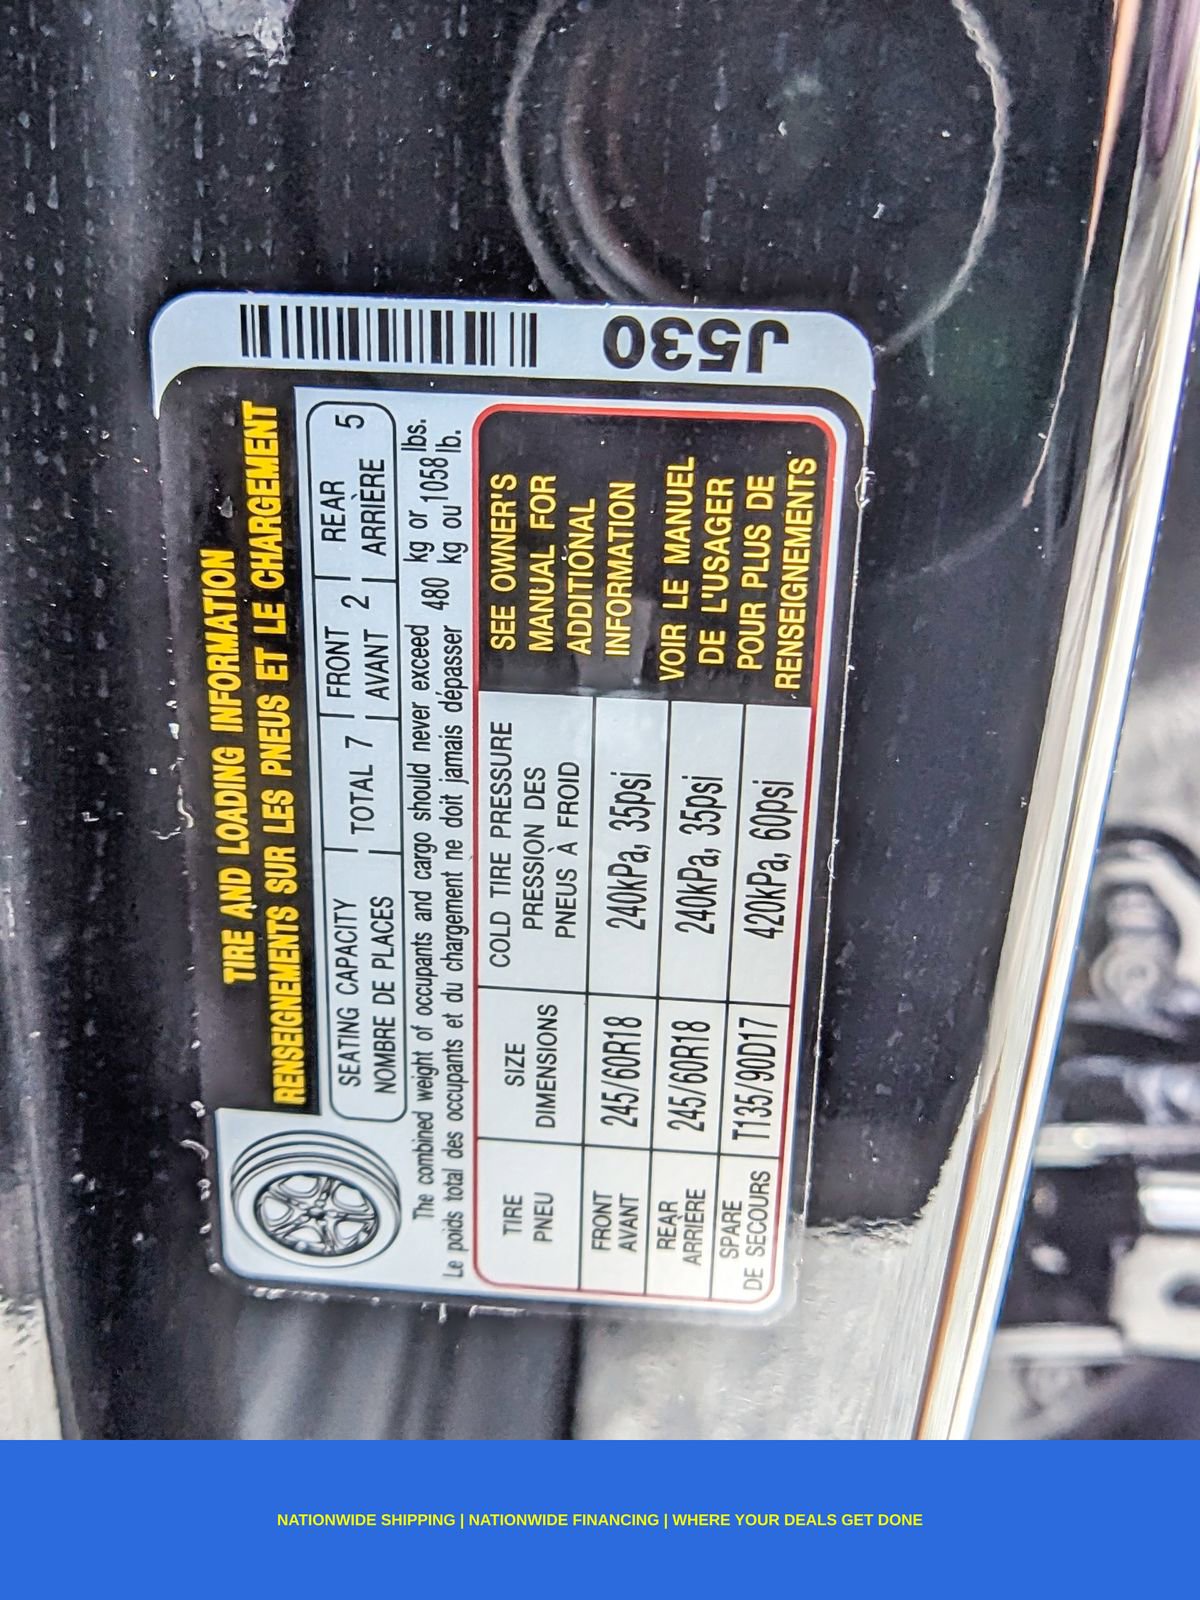 TIRE AND LOADING INFORMATION
RENSEIGNEMENTS SUR LES PNEUS ET LE CHARGEMENT
SEATING CAPACITY
NOMBRE DE PLACES
TOTAL 7
FRONT
AVANT 2
REAR
ARRIÈRE 5
The combined weight of occupants and cargo should never exceed 480 kg or 1058 lbs.
Le poids total des occupants et du chargement ne doit jamais dépasser 480 kg ou 1058 lb.
TIRE
PNEU
SIZE
DIMENSIONS
COLD TIRE PRESSURE
PRESSION DES
PNEUS À FROID
FRONT
AVANT
245/60R18
240kPa, 35psi
REAR
ARRIÈRE
245/60R18
240kPa, 35psi
SPARE
DE SECOURS
T135/90D17
420kPa, 60psi
SEE OWNER'S
MANUAL FOR
ADDITIONAL
INFORMATION
VOIR LE MANUEL
DE L'USAGER
POUR PLUS DE
RENSEIGNEMENTS
J530
NATIONWIDE SHIPPING | NATIONWIDE FINANCING | WHERE YOUR DEALS GET DONE